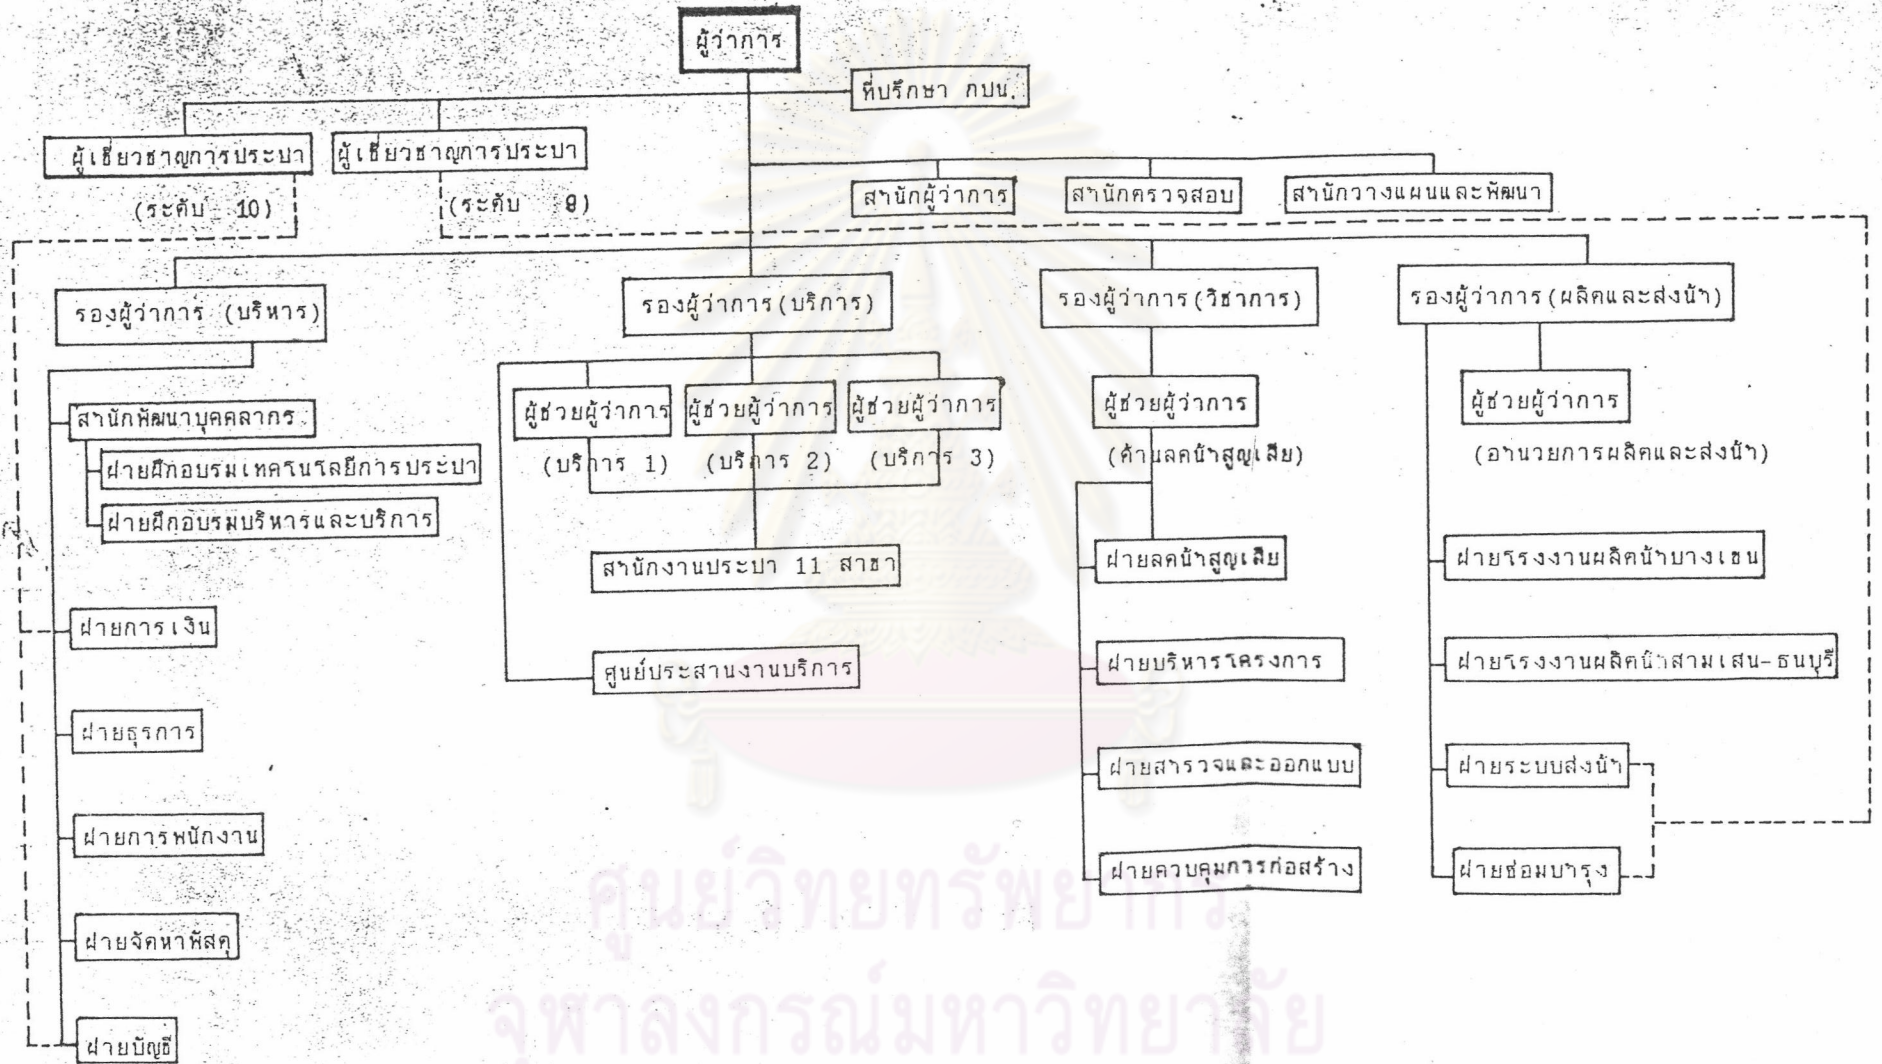 ผู้ว่าการ
ที่ปรึกษา กปน.
ผู้เชี่ยวชาญการประปา
(ระดับ 10)
ผู้เชี่ยวชาญการประปา
(ระดับ 9)
สำนักผู้ว่าการ
สำนักตรวจสอบ
สำนักวางแผนและพัฒนา
รองผู้ว่าการ (บริหาร)
รองผู้ว่าการ(บริการ)
รองผู้ว่าการ(วิชาการ)
รองผู้ว่าการ(ผลิตและส่งน้ำ)
สำนักพัฒนาบุคคลากร
ฝ่ายฝึกอบรมเทคโนโลยีการประปา
ฝ่ายฝึกอบรมบริหารและบริการ
ฝ่ายการเงิน
ฝ่ายธุรการ
ฝ่ายการพนักงาน
ฝ่ายจัดหาพัสดุ
ฝ่ายบัญชี
ผู้ช่วยผู้ว่าการ
(บริการ 1)
ผู้ช่วยผู้ว่าการ
(บริการ 2)
ผู้ช่วยผู้ว่าการ
(บริการ 3)
สำนักงานประปา 11 สาขา
ศูนย์ประสานงานบริการ
ผู้ช่วยผู้ว่าการ
(ด้านลดน้ำสูญเสีย)
ฝ่ายลดน้ำสูญเสีย
ฝ่ายบริหารโครงการ
ฝ่ายสำรวจและออกแบบ
ฝ่ายควบคุมการก่อสร้าง
ผู้ช่วยผู้ว่าการ
(อำนวยการผลิตและส่งน้ำ)
ฝ่ายโรงงานผลิตน้ำบางเขน
ฝ่ายโรงงานผลิตน้ำสามเสน-ธนบุรี
ฝ่ายระบบส่งน้ำ
ฝ่ายซ่อมบำรุง
ศูนย์วิทยทรัพยากร
จุฬาลงกรณ์มหาวิทยาลัย